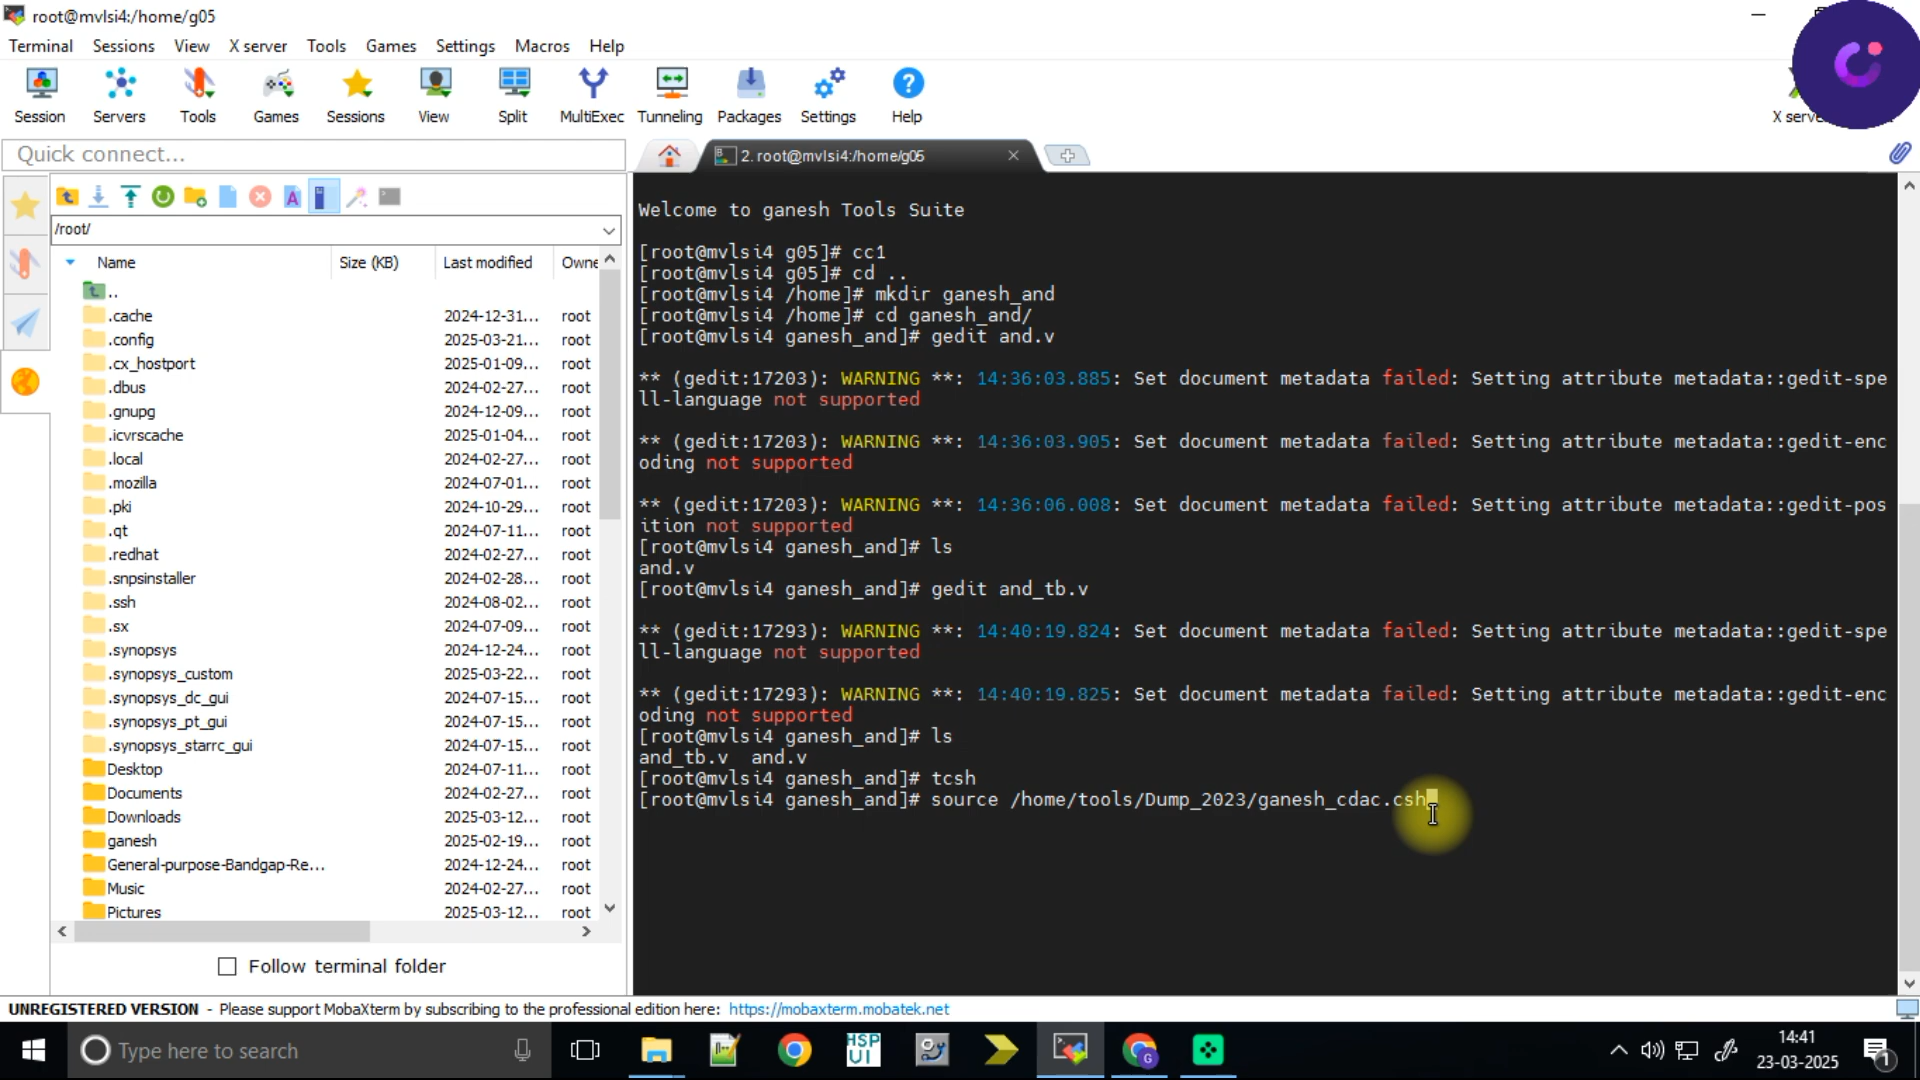 root@mvlsi4:/home/g05
Terminal Sessions View X server Tools Games Settings Macros Help
Session Servers Tools Games Sessions View Split MultiExec Tunneling Packages Settings Help
Quick connect...
2. root@mvlsi4:/home/g05
/root/
Name Size (KB) Last modified Owne
..
.cache 2024-12-31... root
.config 2025-03-21... root
.cx_hostport 2025-01-09... root
.dbus 2024-02-27... root
.gnupg 2024-12-09... root
.icvrscache 2025-01-04... root
.local 2024-02-27... root
.mozilla 2024-07-01... root
.pki 2024-10-29... root
.qt 2024-07-11... root
.redhat 2024-02-27... root
.snpsinstaller 2024-02-28... root
.ssh 2024-08-02... root
.sx 2024-07-09... root
.synopsys 2024-12-24... root
.synopsys_custom 2025-03-22... root
.synopsys_dc_gui 2024-07-15... root
.synopsys_pt_gui 2024-07-15... root
.synopsys_starrc_gui 2024-07-15... root
Desktop 2024-07-11... root
Documents 2024-02-27... root
Downloads 2025-03-12... root
ganesh 2025-02-19... root
General-purpose-Bandgap-Re... 2024-12-24... root
Music 2024-02-27... root
Pictures 2025-03-12... root
Follow terminal folder
Welcome to ganesh Tools Suite
[root@mvlsi4 g05]# cc1
[root@mvlsi4 g05]# cd ..
[root@mvlsi4 /home]# mkdir ganesh_and
[root@mvlsi4 /home]# cd ganesh_and/
[root@mvlsi4 ganesh_and]# gedit and.v
** (gedit:17203): WARNING **: 14:36:03.885: Set document metadata failed: Setting attribute metadata::gedit-spe
ll-language not supported
** (gedit:17203): WARNING **: 14:36:03.905: Set document metadata failed: Setting attribute metadata::gedit-enc
oding not supported
** (gedit:17203): WARNING **: 14:36:06.008: Set document metadata failed: Setting attribute metadata::gedit-pos
ition not supported
[root@mvlsi4 ganesh_and]# ls
and.v
[root@mvlsi4 ganesh_and]# gedit and_tb.v
** (gedit:17293): WARNING **: 14:40:19.824: Set document metadata failed: Setting attribute metadata::gedit-spe
ll-language not supported
** (gedit:17293): WARNING **: 14:40:19.825: Set document metadata failed: Setting attribute metadata::gedit-enc
oding not supported
[root@mvlsi4 ganesh_and]# ls
and_tb.v and.v
[root@mvlsi4 ganesh_and]# tcsh
[root@mvlsi4 ganesh_and]# source /home/tools/Dump_2023/ganesh_cdac.csh
UNREGISTERED VERSION - Please support MobaXterm by subscribing to the professional edition here: https://mobaxterm.mobatek.net
Type here to search
HSP
UI
G
14:41
23-03-2025
1